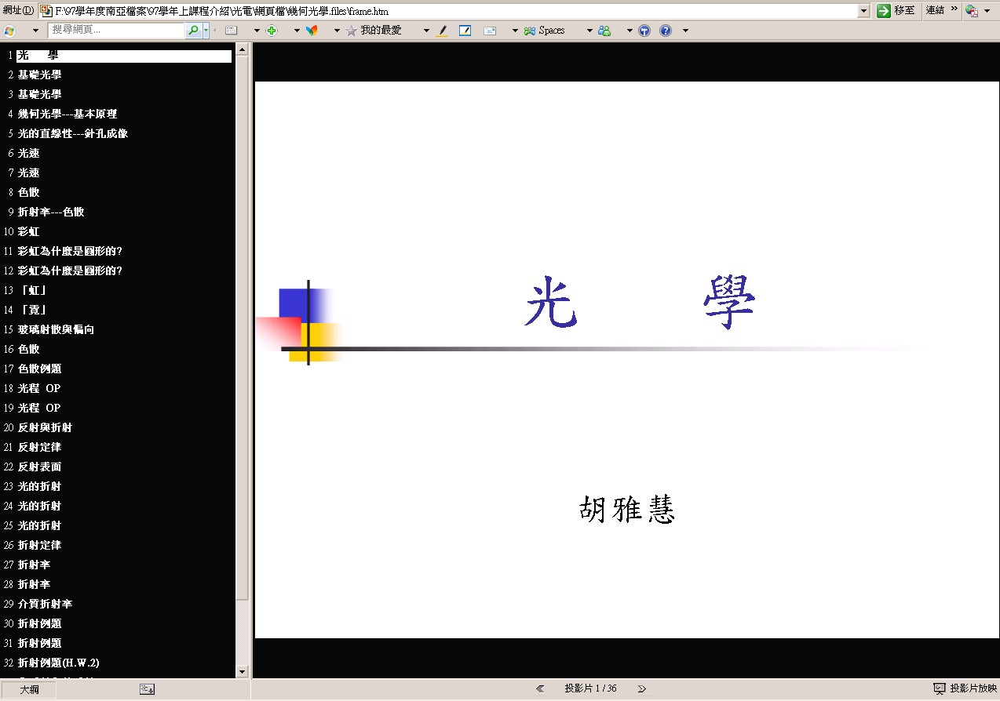 網址(D) F:\97學年度南亞檔案\97學年上課程介紹\光電\網頁檔\幾何光學.files\frame.htm 移至 連結 »
搜尋網頁... 我的最愛 Spaces
1 光 學
2 基礎光學
3 基礎光學
4 幾何光學---基本原理
5 光的直線性---針孔成像
6 光速
7 光速
8 色散
9 折射率---色散
10 彩虹
11 彩虹為什麼是圓形的?
12 彩虹為什麼是圓形的?
13 「虹」
14 「霓」
15 玻璃射散與偏向
16 色散
17 色散例題
18 光程 OP
19 光程 OP
20 反射與折射
21 反射定律
22 反射表面
23 光的折射
24 光的折射
25 光的折射
26 折射定律
27 折射率
28 折射率
29 介質折射率
30 折射例題
31 折射例題
32 折射例題(H.W.2)
光 學
胡雅慧
大綱 投影片 1 / 36 投影片放映